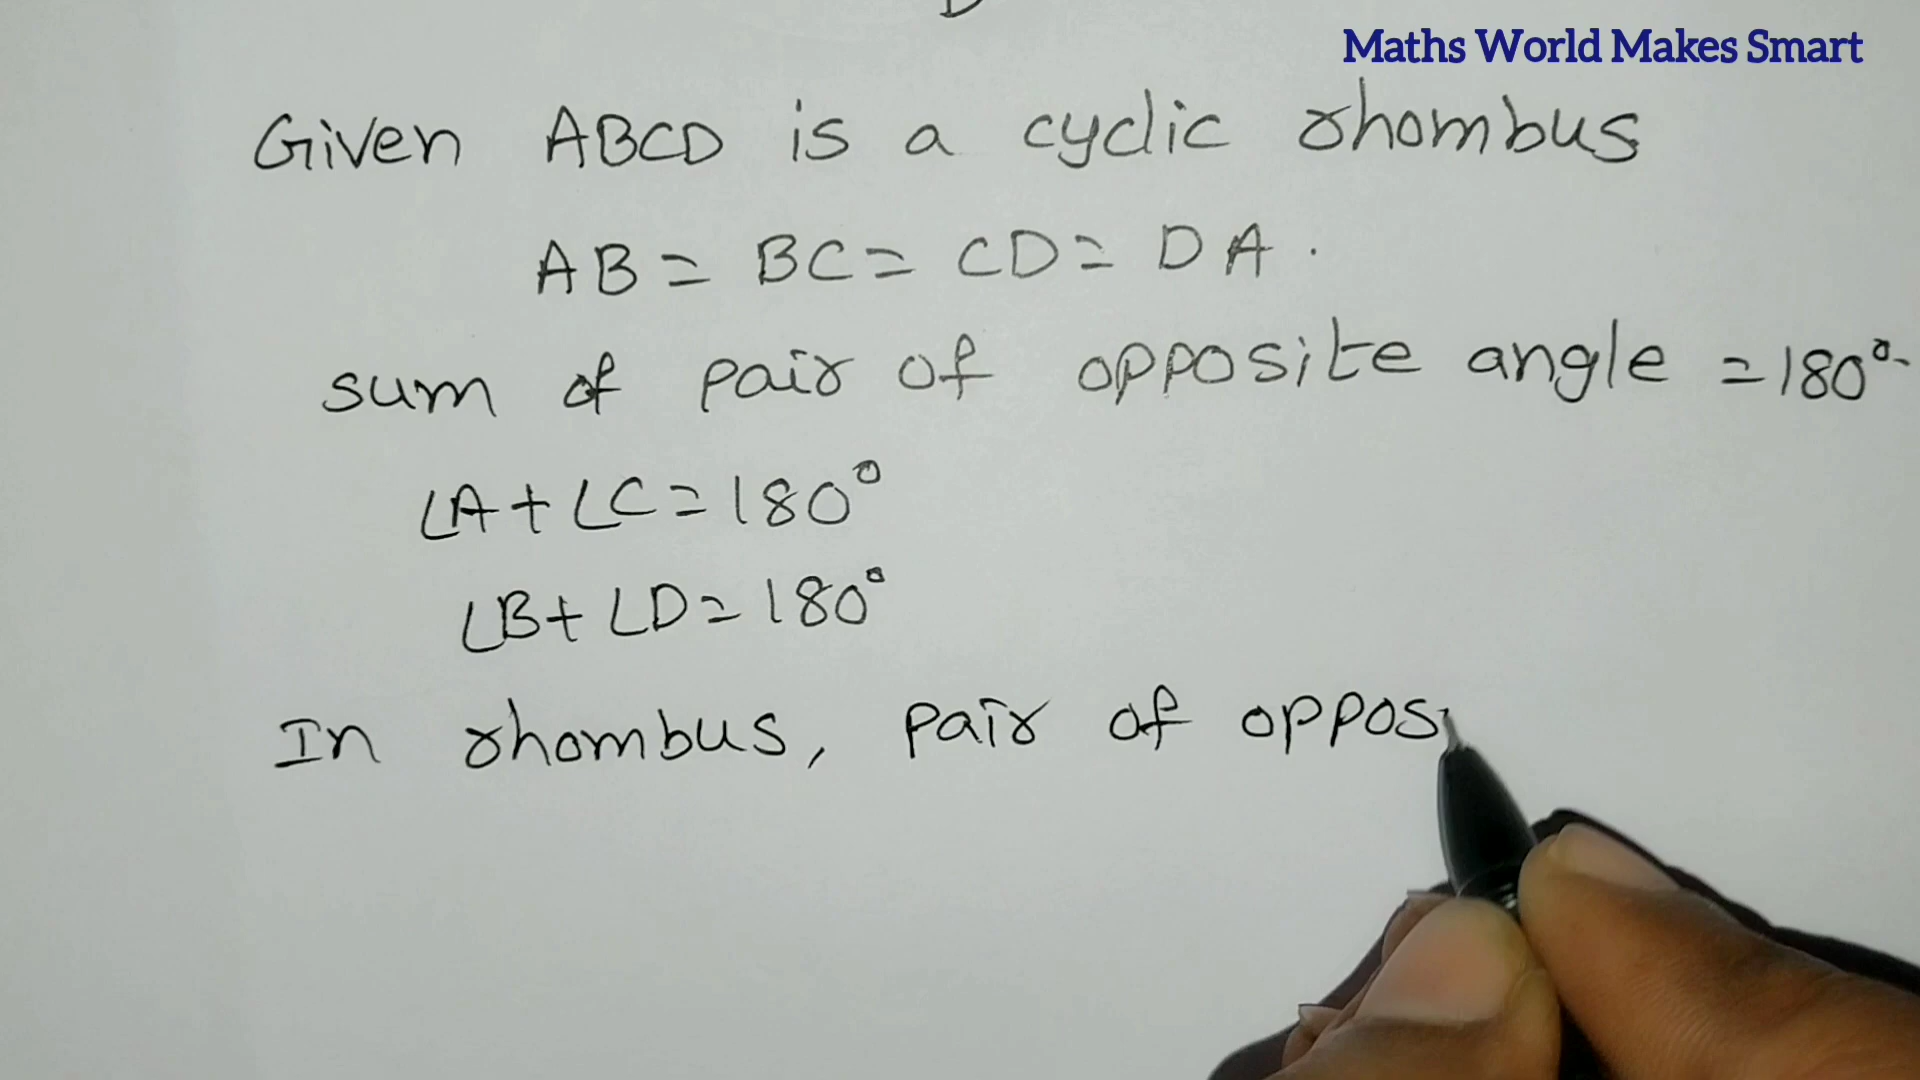 Maths World Makes Smart
Given ABCD is a cyclic rhombus
AB = BC = CD = DA .
sum of pair of opposite angle = 180°
∠A + ∠C = 180°
∠B + ∠D = 180°
In rhombus, pair of oppos